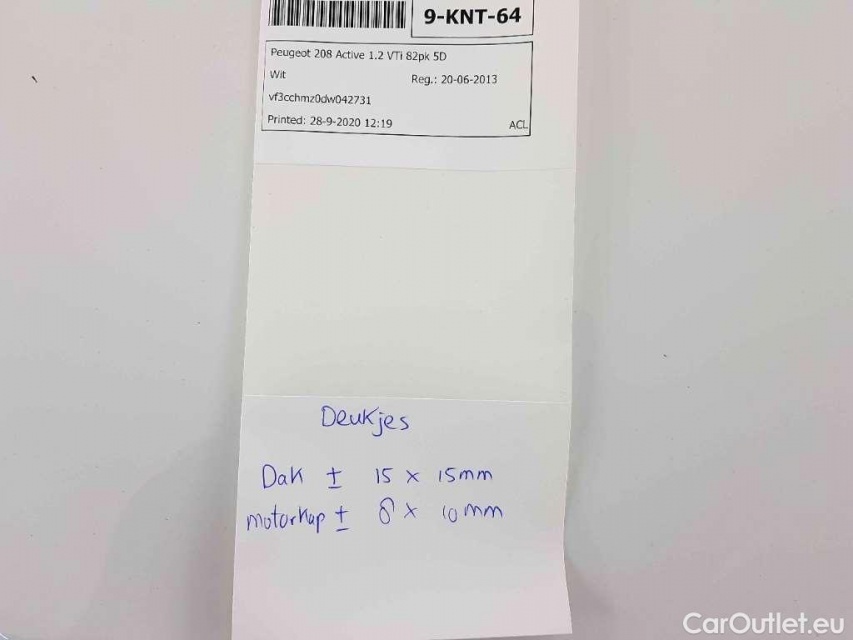 9-KNT-64
Peugeot 208 Active 1.2 VTi 82pk 5D
Wit Reg.: 20-06-2013
vf3cchmz0dw042731
Printed: 28-9-2020 12:19 ACL
Deukjes
Dak ± 15 x 15mm
motorkap ± 8 x 10mm
CarOutlet.eu